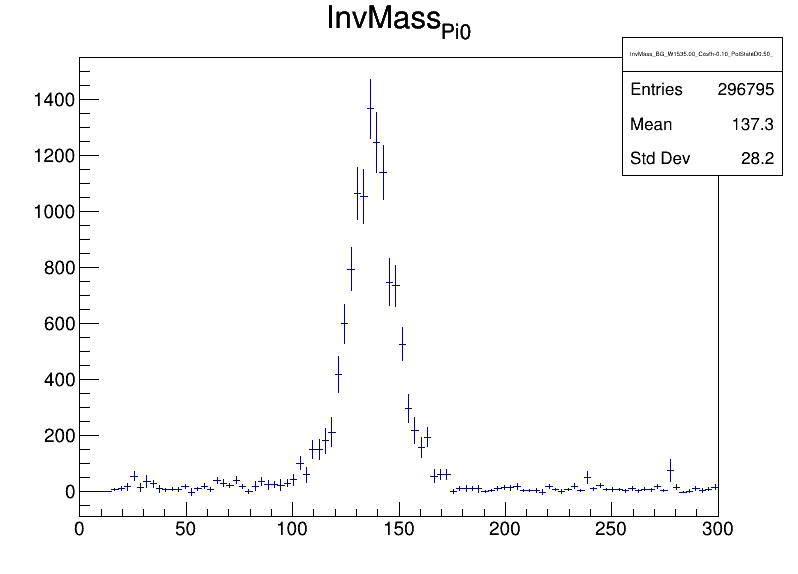 InvMass_Pi0
InvMass_BG_W1535.00_Costh-0.10_PolStateD0.50_
Entries 296795
Mean 137.3
Std Dev 28.2
1400
1200
1000
800
600
400
200
0
0 50 100 150 200 250 300